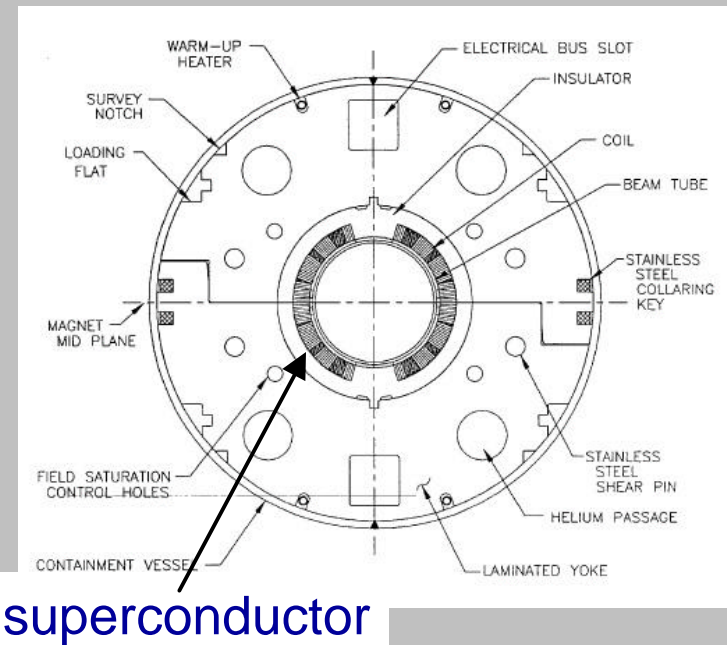 WARM-UP
HEATER
ELECTRICAL BUS SLOT
INSULATOR
SURVEY
NOTCH
LOADING
FLAT
COIL
BEAM TUBE
STAINLESS
STEEL
COLLARING
KEY
MAGNET
MID PLANE
FIELD SATURATION
CONTROL HOLES
STAINLESS
STEEL
SHEAR PIN
HELIUM PASSAGE
CONTAINMENT VESSEL
LAMINATED YOKE
superconductor